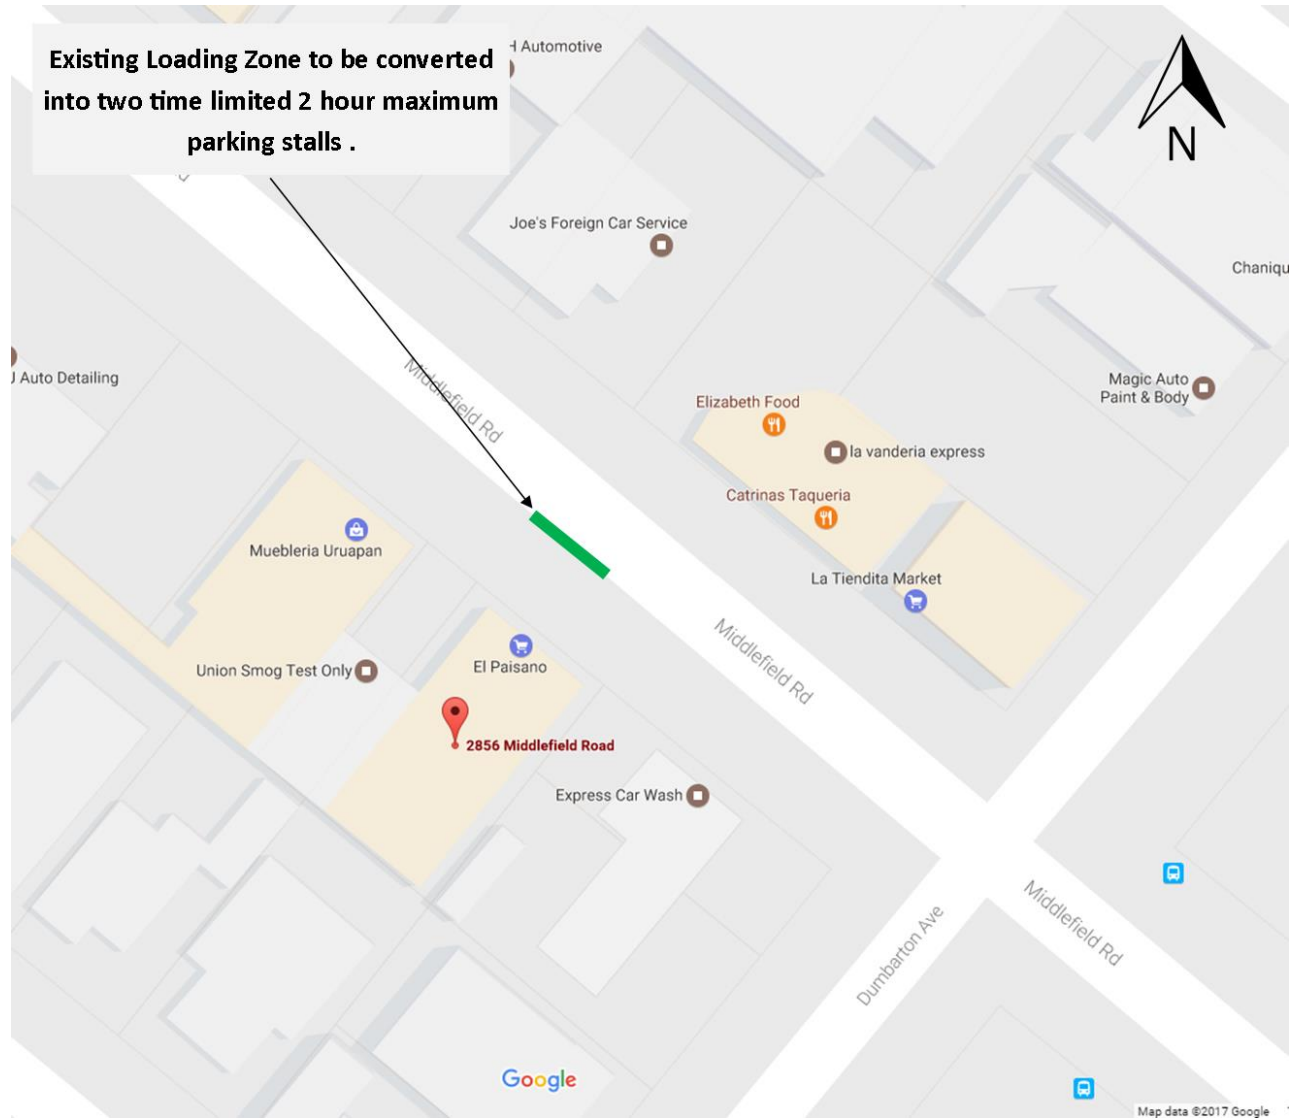 Existing Loading Zone to be converted
into two time limited 2 hour maximum
parking stalls .
H Automotive
N
Joe's Foreign Car Service
Chaniqu
J Auto Detailing
Middlefield Rd
Magic Auto
Paint & Body
Elizabeth Food
la vanderia express
Catrinas Taqueria
Muebleria Uruapan
La Tiendita Market
Middlefield Rd
El Paisano
Union Smog Test Only
2856 Middlefield Road
Express Car Wash
Middlefield Rd
Dumbarton Ave
Google
Map data ©2017 Google